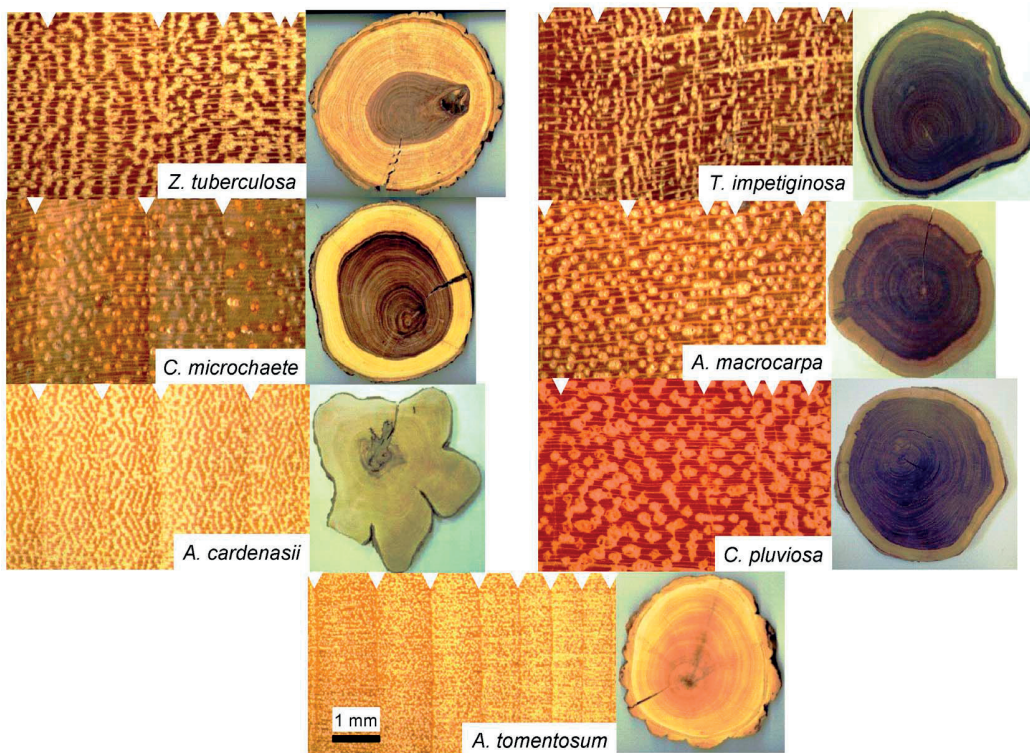 Z. tuberculosa
T. impetiginosa
C. microchaete
A. macrocarpa
A. cardenasii
C. pluviosa
1 mm
A. tomentosum